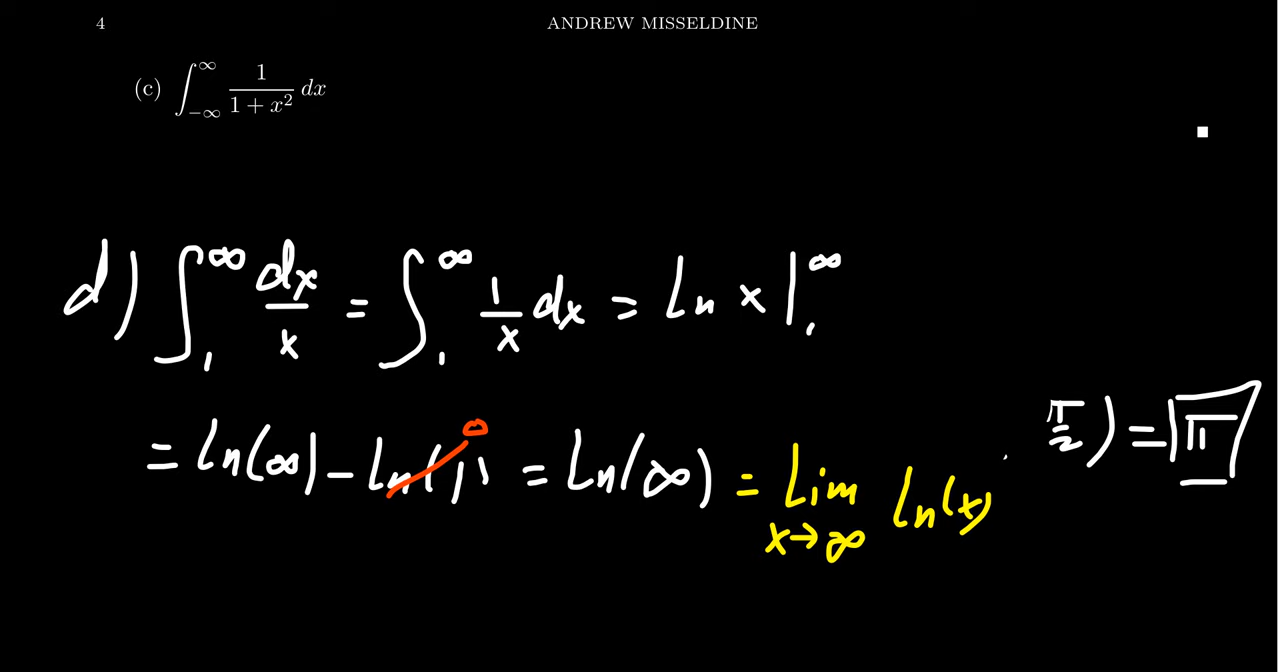 4 ANDREW MISSELDINE
(c) ∫_{-∞}^{∞} 1/(1 + x²) dx
d) ∫_1^∞ dx/x = ∫_1^∞ 1/x dx = ln x |_1^∞
= ln(∞) - ln(1) 0 = ln(∞) = lim_{x→∞} ln(x)
π/2) = π